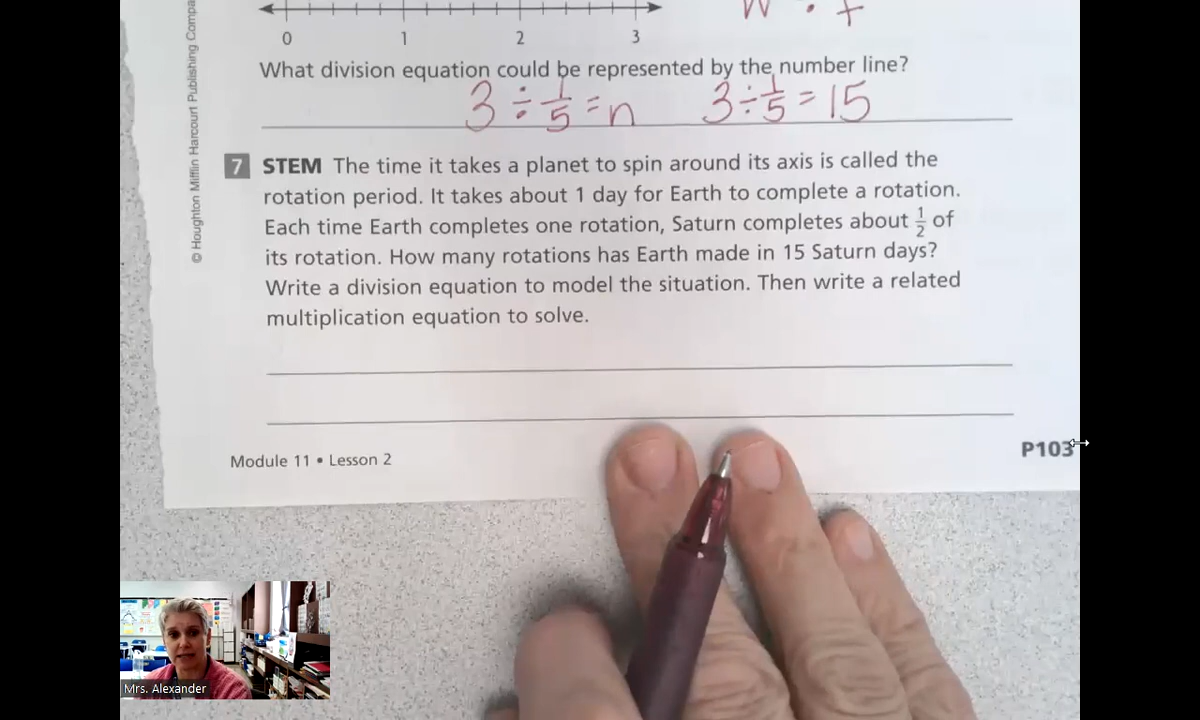 0 1 2 3
What division equation could be represented by the number line?
3 ÷ 1/5 = n 3 ÷ 1/5 = 15
7 STEM The time it takes a planet to spin around its axis is called the
rotation period. It takes about 1 day for Earth to complete a rotation.
Each time Earth completes one rotation, Saturn completes about 1/2 of
its rotation. How many rotations has Earth made in 15 Saturn days?
Write a division equation to model the situation. Then write a related
multiplication equation to solve.
Module 11 • Lesson 2
P103
© Houghton Mifflin Harcourt Publishing Compa
Mrs. Alexander